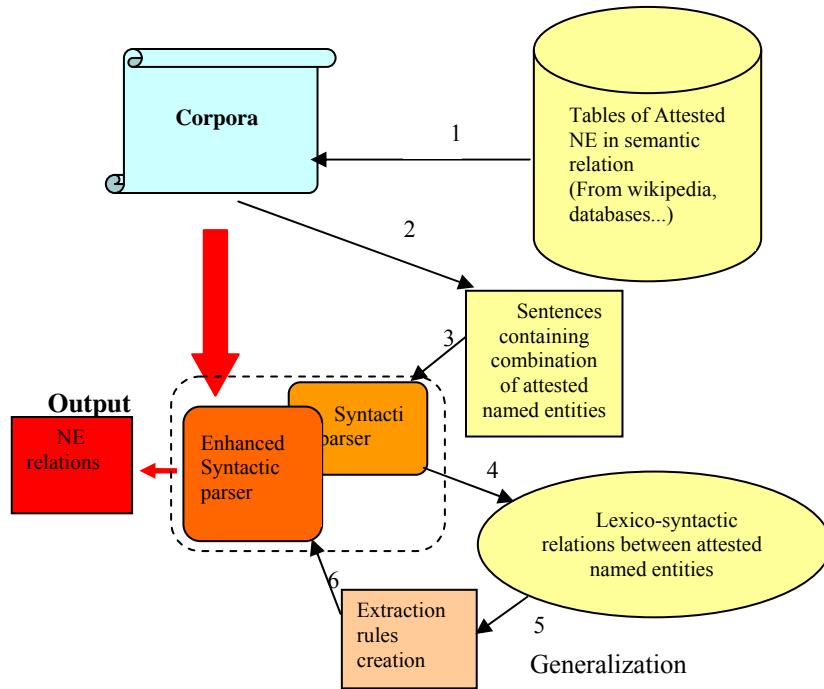 Corpora
1
Tables of Attested
NE in semantic
relation
(From wikipedia,
databases...)
2
Sentences
containing
combination
of attested
named entities
3
Output
NE
relations
Enhanced
Syntactic
parser
Syntacti
parser
4
Lexico-syntactic
relations between attested
named entities
5
Generalization
6
Extraction
rules
creation